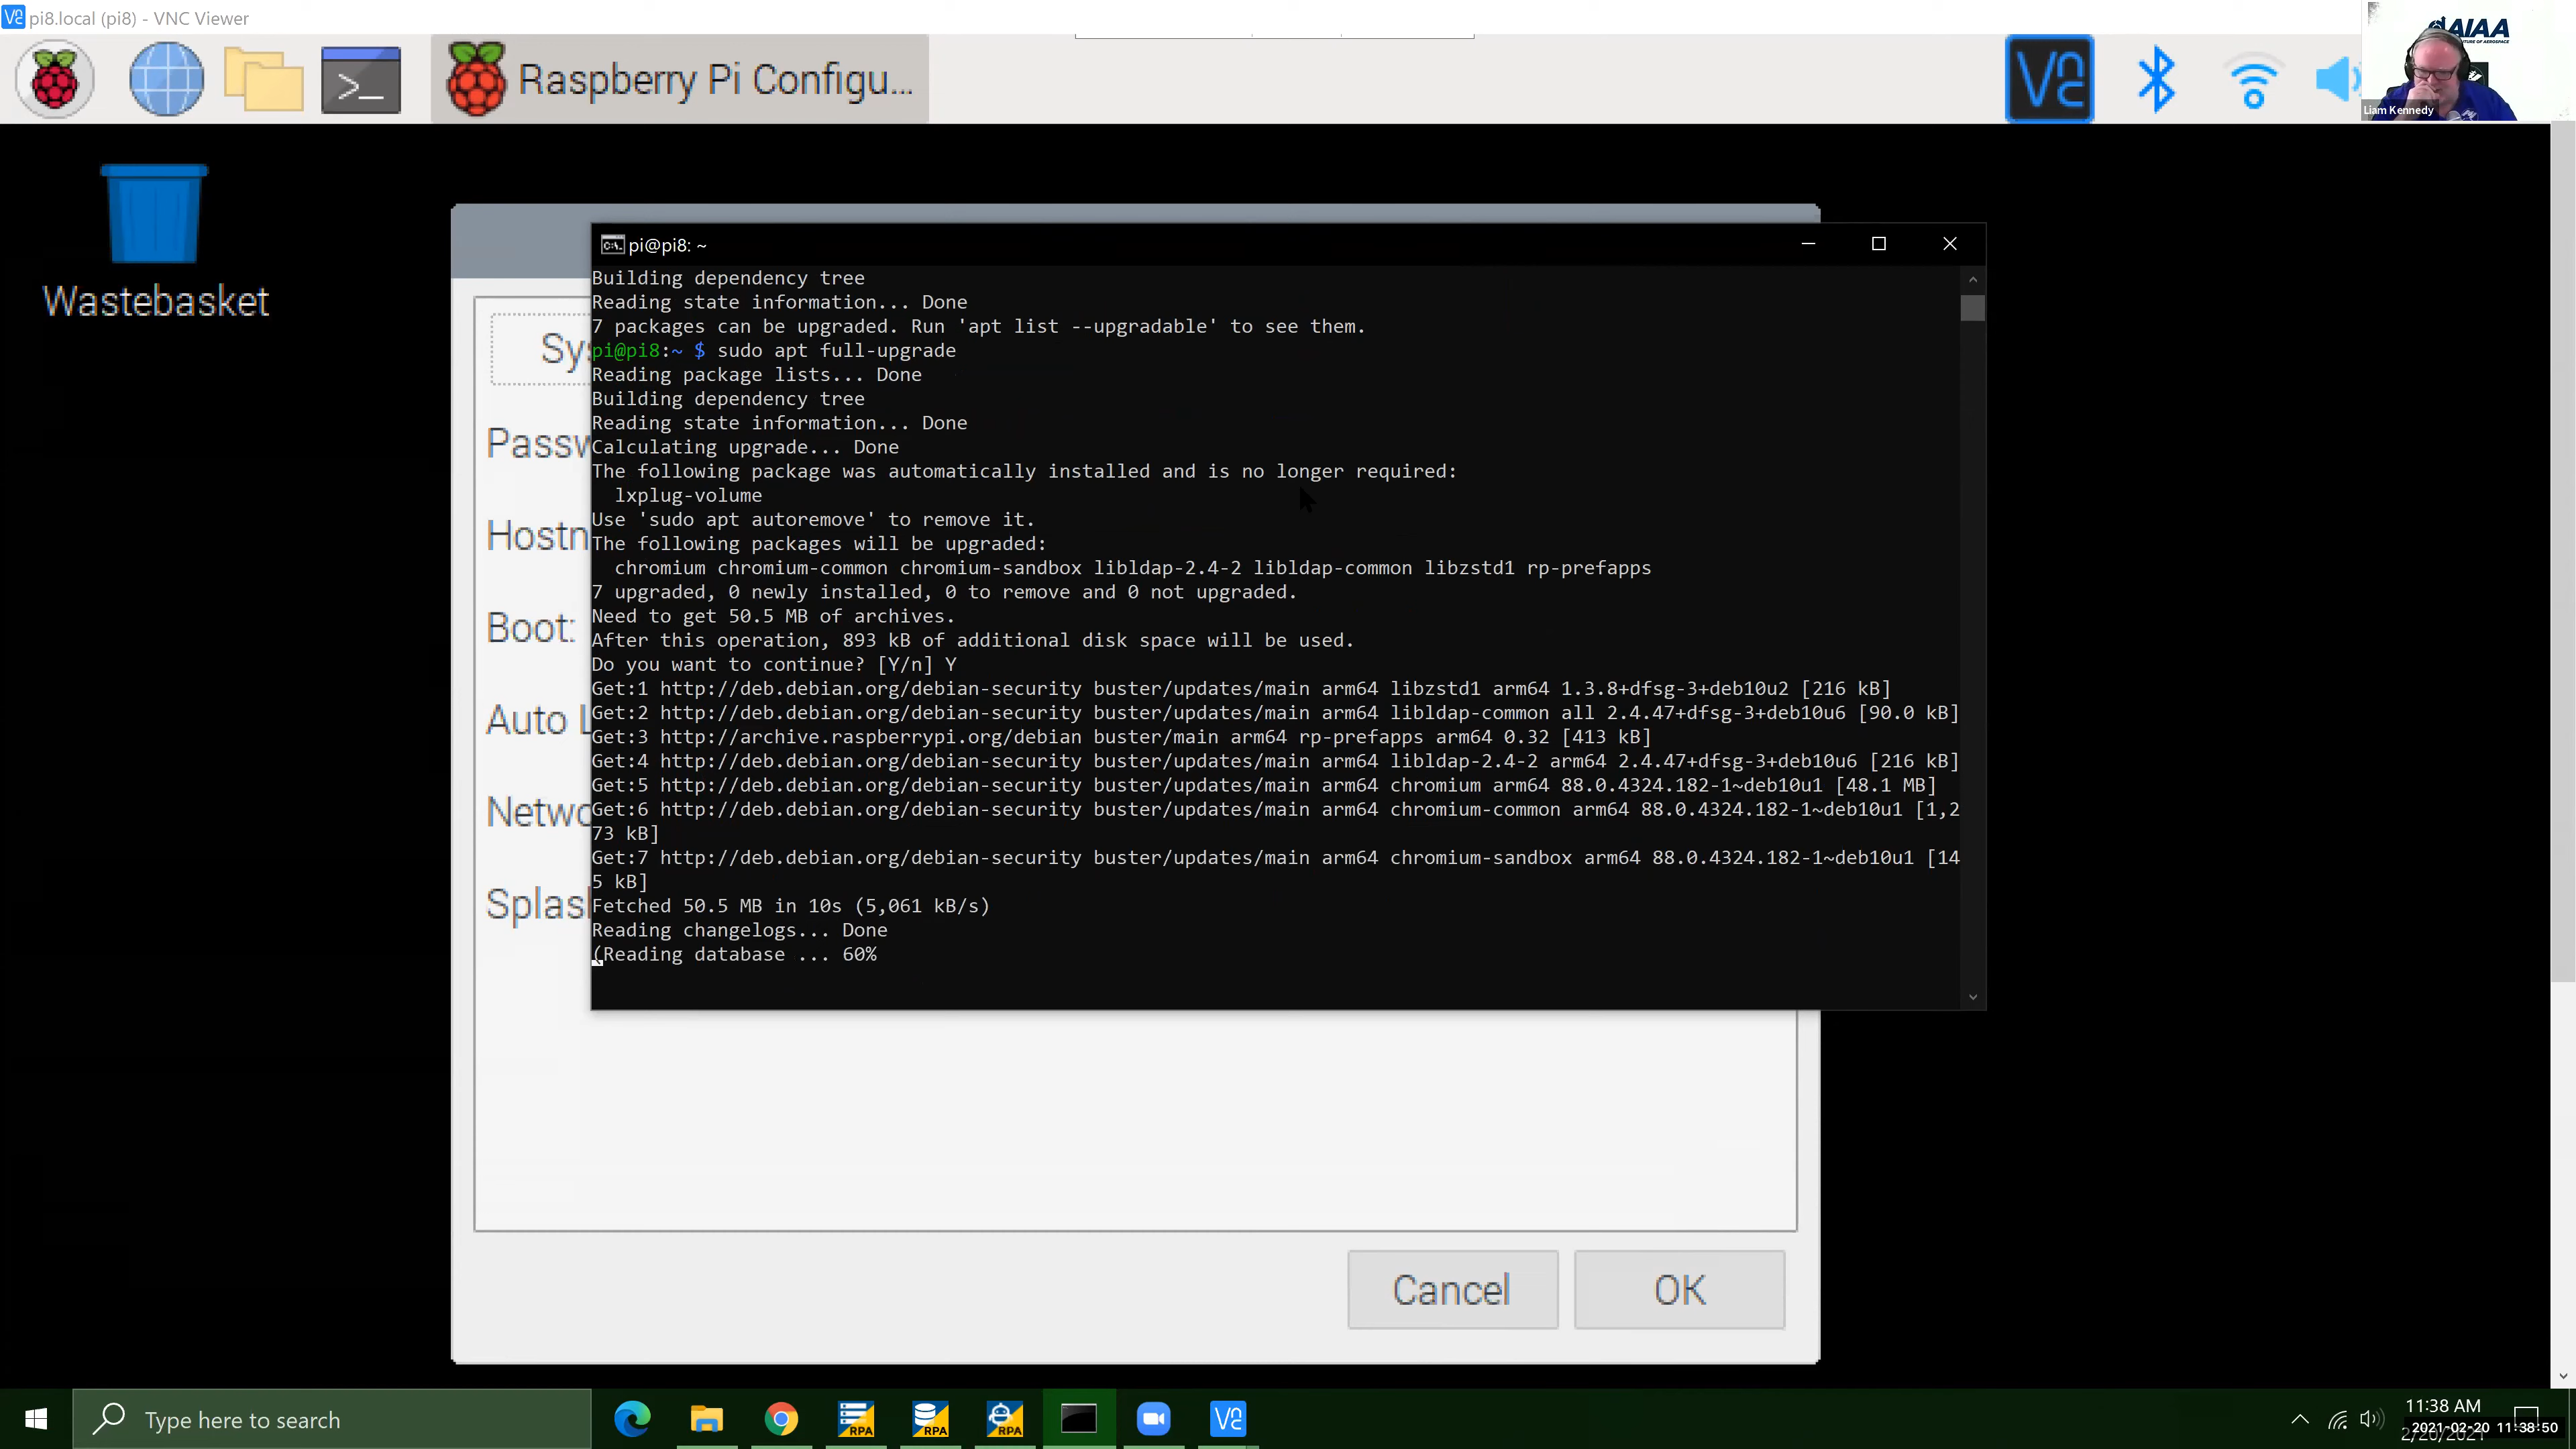 pi8.local (pi8) - VNC Viewer
Raspberry Pi Configu...
AIAA
Liam Kennedy
Wastebasket
pi@pi8: ~
Building dependency tree
Reading state information... Done
7 packages can be upgraded. Run 'apt list --upgradable' to see them.
pi@pi8:~ $ sudo apt full-upgrade
Reading package lists... Done
Building dependency tree
Reading state information... Done
Calculating upgrade... Done
The following package was automatically installed and is no longer required:
lxplug-volume
Use 'sudo apt autoremove' to remove it.
The following packages will be upgraded:
chromium chromium-common chromium-sandbox libldap-2.4-2 libldap-common libzstd1 rp-prefapps
7 upgraded, 0 newly installed, 0 to remove and 0 not upgraded.
Need to get 50.5 MB of archives.
After this operation, 893 kB of additional disk space will be used.
Do you want to continue? [Y/n] Y
Get:1 http://deb.debian.org/debian-security buster/updates/main arm64 libzstd1 arm64 1.3.8+dfsg-3+deb10u2 [216 kB]
Get:2 http://deb.debian.org/debian-security buster/updates/main arm64 libldap-common all 2.4.47+dfsg-3+deb10u6 [90.0 kB]
Get:3 http://archive.raspberrypi.org/debian buster/main arm64 rp-prefapps arm64 0.32 [413 kB]
Get:4 http://deb.debian.org/debian-security buster/updates/main arm64 libldap-2.4-2 arm64 2.4.47+dfsg-3+deb10u6 [216 kB]
Get:5 http://deb.debian.org/debian-security buster/updates/main arm64 chromium arm64 88.0.4324.182-1~deb10u1 [48.1 MB]
Get:6 http://deb.debian.org/debian-security buster/updates/main arm64 chromium-common arm64 88.0.4324.182-1~deb10u1 [1,2
73 kB]
Get:7 http://deb.debian.org/debian-security buster/updates/main arm64 chromium-sandbox arm64 88.0.4324.182-1~deb10u1 [14
5 kB]
Fetched 50.5 MB in 10s (5,061 kB/s)
Reading changelogs... Done
(Reading database ... 60%
Sys
Passw
Hostn
Boot:
Auto L
Netwo
Splas
Cancel
OK
Type here to search
RPA
RPA
RPA
11:38 AM
2021-02-20 11:38:50